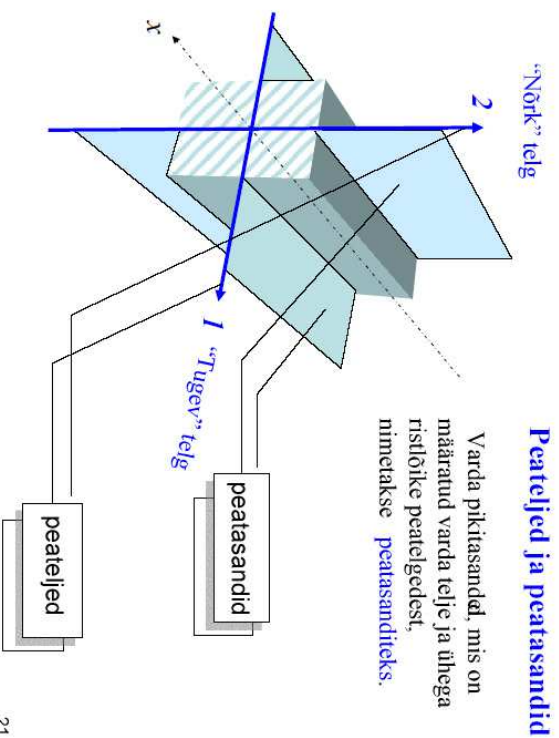 Peateljed ja peatasandid
Varda pikitasandid, mis on
määratud varda telje ja ühega
ristlõike peatelgedest,
nimetakse peatasanditeks.
“Nõrk” telg
2
x
1 “Tugev” telg
peatasandid
peateljed
21